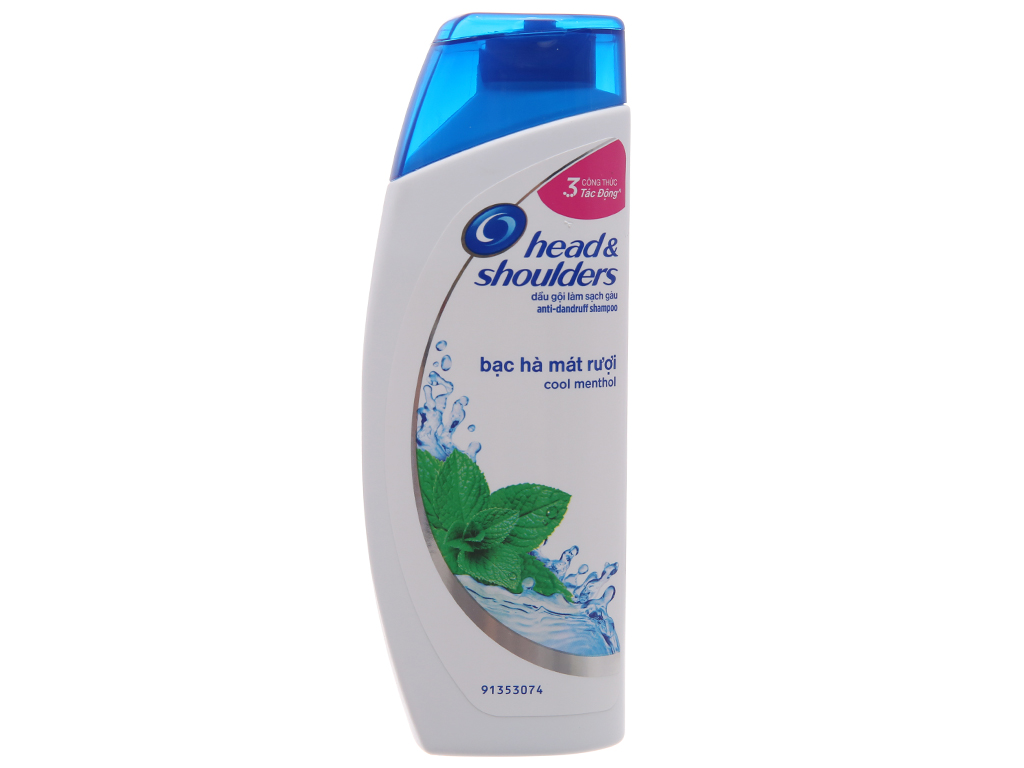 3 CÔNG THỨC
Tác Động^
head &
shoulders
dầu gội làm sạch gàu
anti-dandruff shampoo
bạc hà mát rượi
cool menthol
91353074